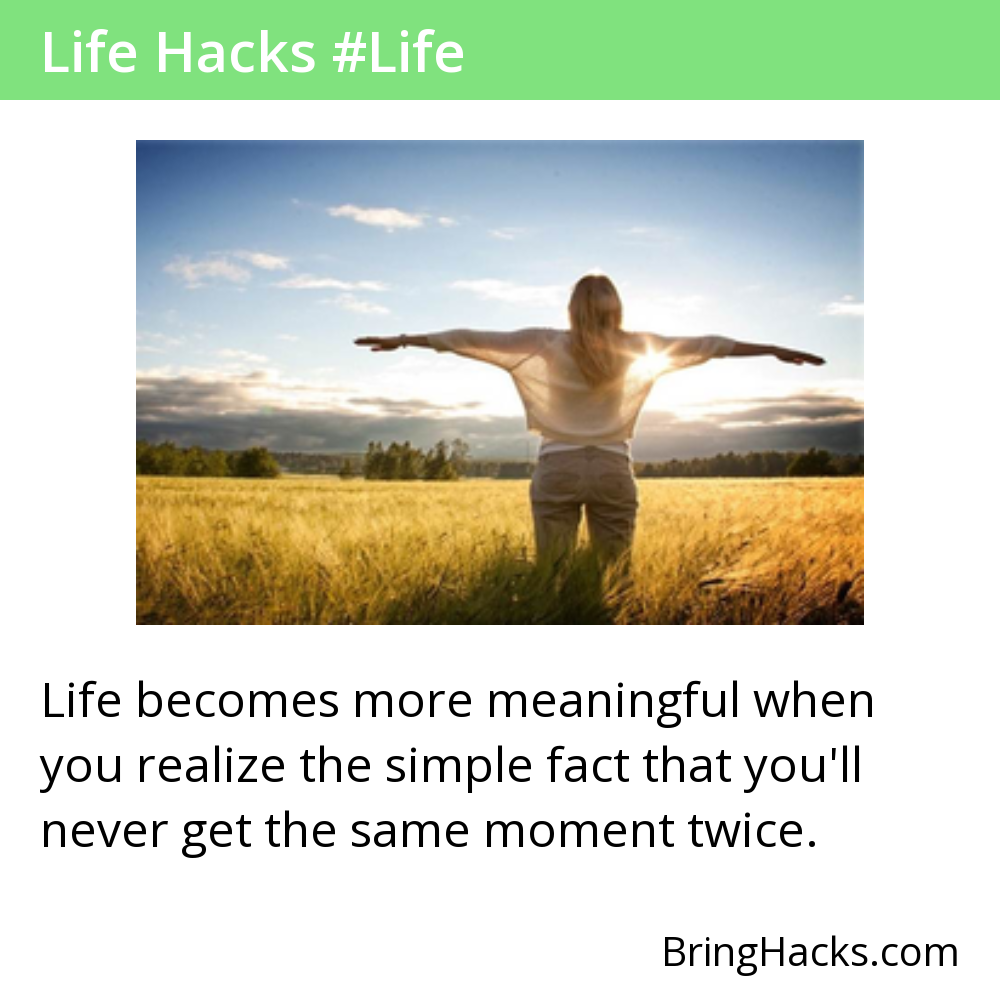 Life Hacks #Life
Life becomes more meaningful when
you realize the simple fact that you'll
never get the same moment twice.
BringHacks.com